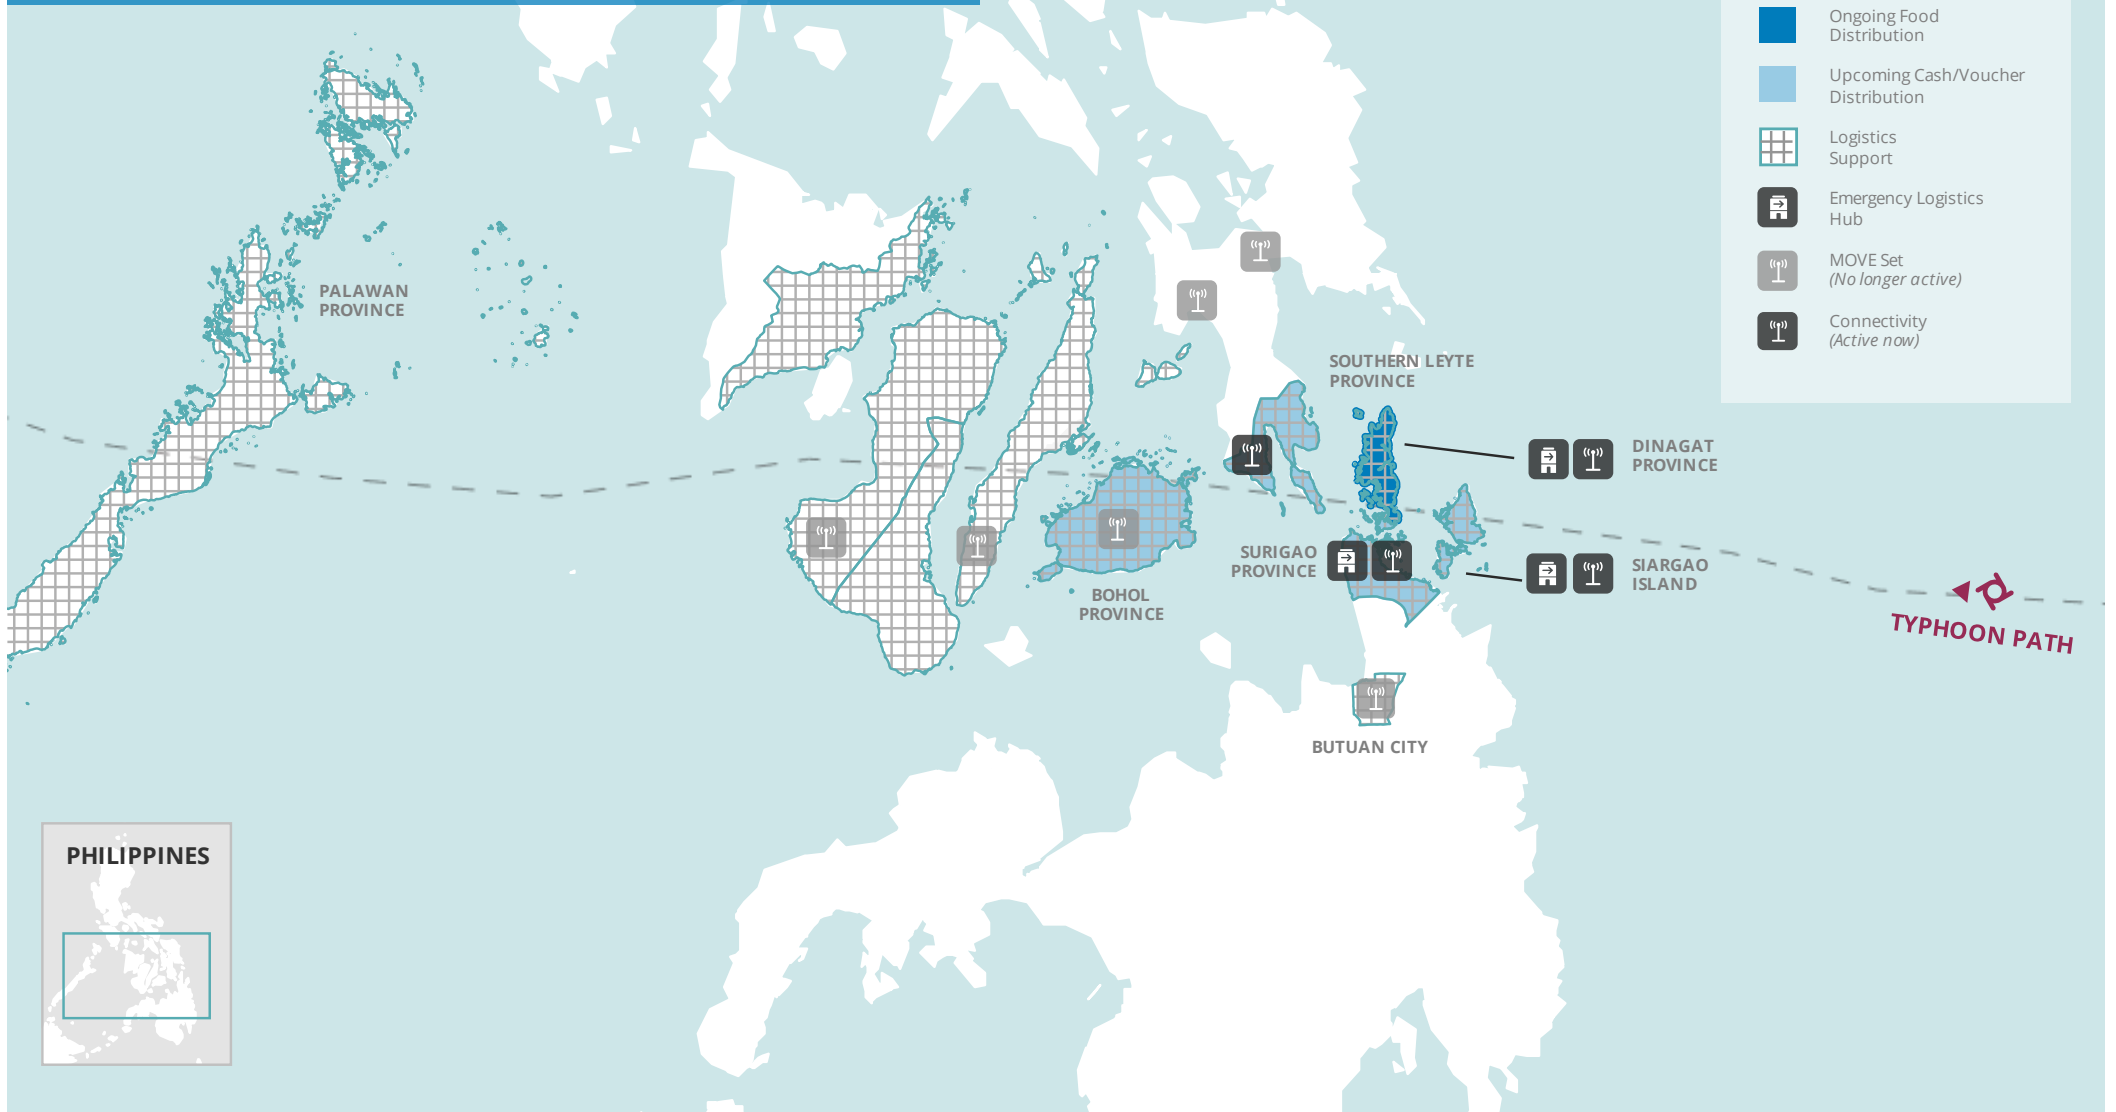 Ongoing Food
Distribution
Upcoming Cash/Voucher
Distribution
Logistics
Support
Emergency Logistics
Hub
MOVE Set
(No longer active)
Connectivity
(Active now)
PALAWAN
PROVINCE
SOUTHERN LEYTE
PROVINCE
DINAGAT
PROVINCE
SURIGAO
PROVINCE
SIARGAO
ISLAND
BOHOL
PROVINCE
TYPHOON PATH
BUTUAN CITY
PHILIPPINES